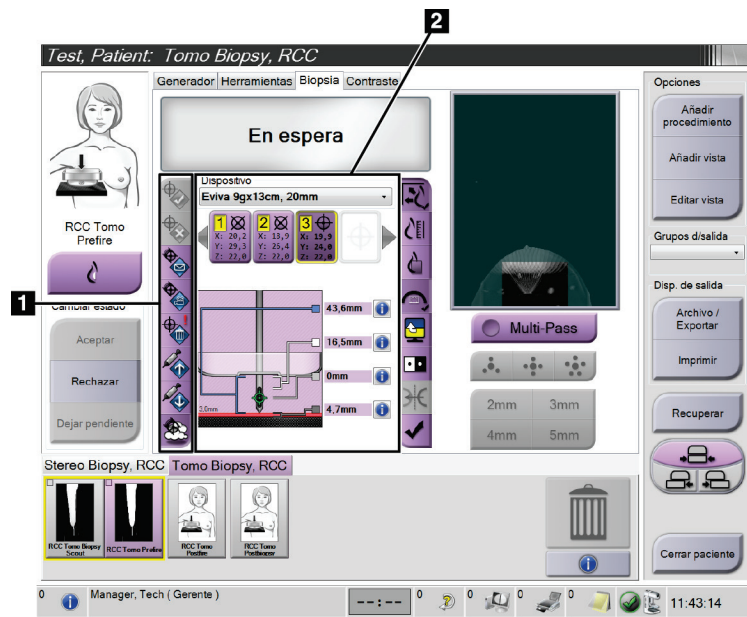 2
Test, Patient: Tomo Biopsy, RCC
Generador Herramientas Biopsia Contraste
En espera
Dispositivo
Eviva 9gx13cm, 20mm
1 2 3
X: 20,2 X: 13,9 X: 19,9
Y: 29,3 Y: 25,4 Y: 24,0
Z: 22,0 Z: 22,0 Z: 22,0
RCC Tomo
Prefire
1
Cambiar estado
Aceptar
Rechazar
Dejar pendiente
43,6mm
16,5mm
0mm
4,7mm
Multi-Pass
2mm 3mm
4mm 5mm
Opciones
Añadir
procedimiento
Añadir vista
Editar vista
Grupos d/salida
Disp. de salida
Archivo /
Exportar
Imprimir
Recuperar
Cerrar paciente
Stereo Biopsy, RCC Tomo Biopsy, RCC
RCC Tomo Biopsy
Scout
RCC Tomo Prefire
RCC Tomo
Postfire
RCC Tomo
Postbiopsy
0 Manager, Tech ( Gerente ) --:-- 0 0 0 0 11:43:14